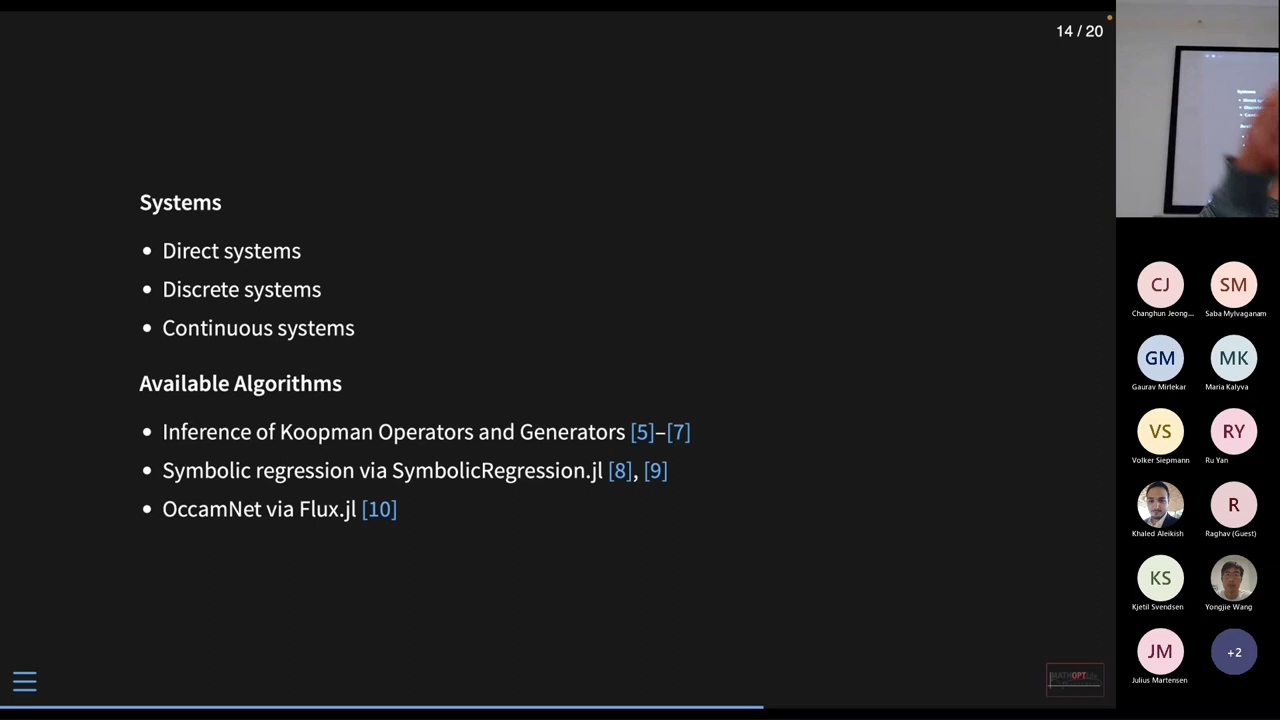 14 / 20
Systems
• Direct systems
• Discrete systems
• Continuous systems
Available Algorithms
• Inference of Koopman Operators and Generators [5]–[7]
• Symbolic regression via SymbolicRegression.jl [8], [9]
• OccamNet via Flux.jl [10]
CJ
SM
Changhun Jeong...
Saba Mylvaganam
GM
MK
Gaurav Mirlekar
Maria Kalyva
VS
RY
Volker Siepmann
Ru Yan
R
Khaled Aleikish
Raghav (Guest)
KS
Kjetil Svendsen
Yongjie Wang
JM
+2
Julius Martensen
MATHOPT